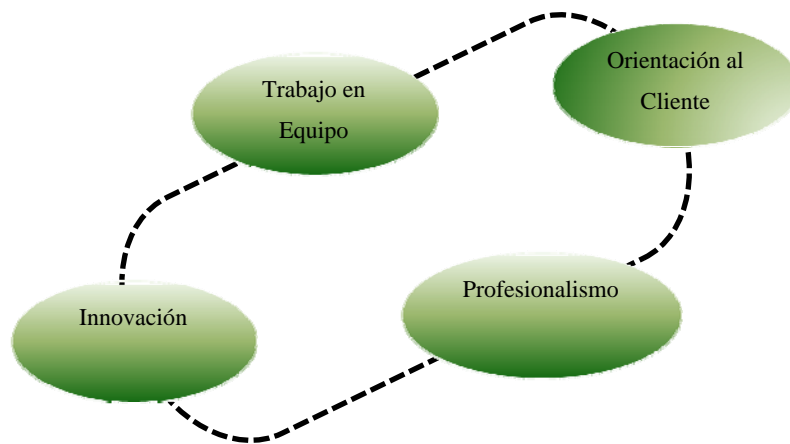 Orientación al
Cliente
Trabajo en
Equipo
Profesionalismo
Innovación